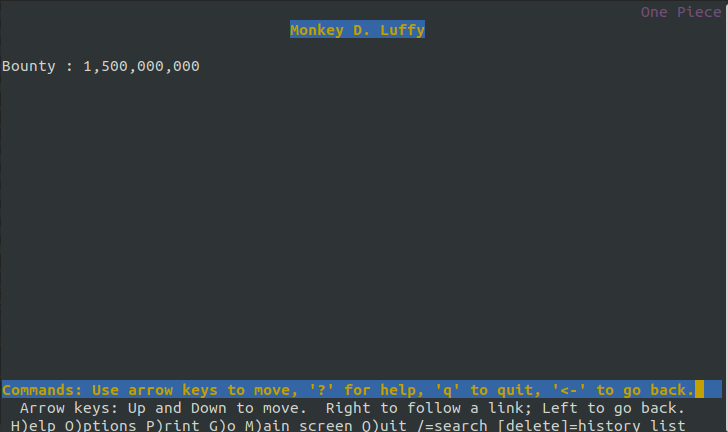 One Piece
Monkey D. Luffy
Bounty : 1,500,000,000
Commands: Use arrow keys to move, '?' for help, 'q' to quit, '<-' to go back.
Arrow keys: Up and Down to move.  Right to follow a link; Left to go back.
H)elp O)ptions P)rint G)o M)ain screen Q)uit /=search [delete]=history list